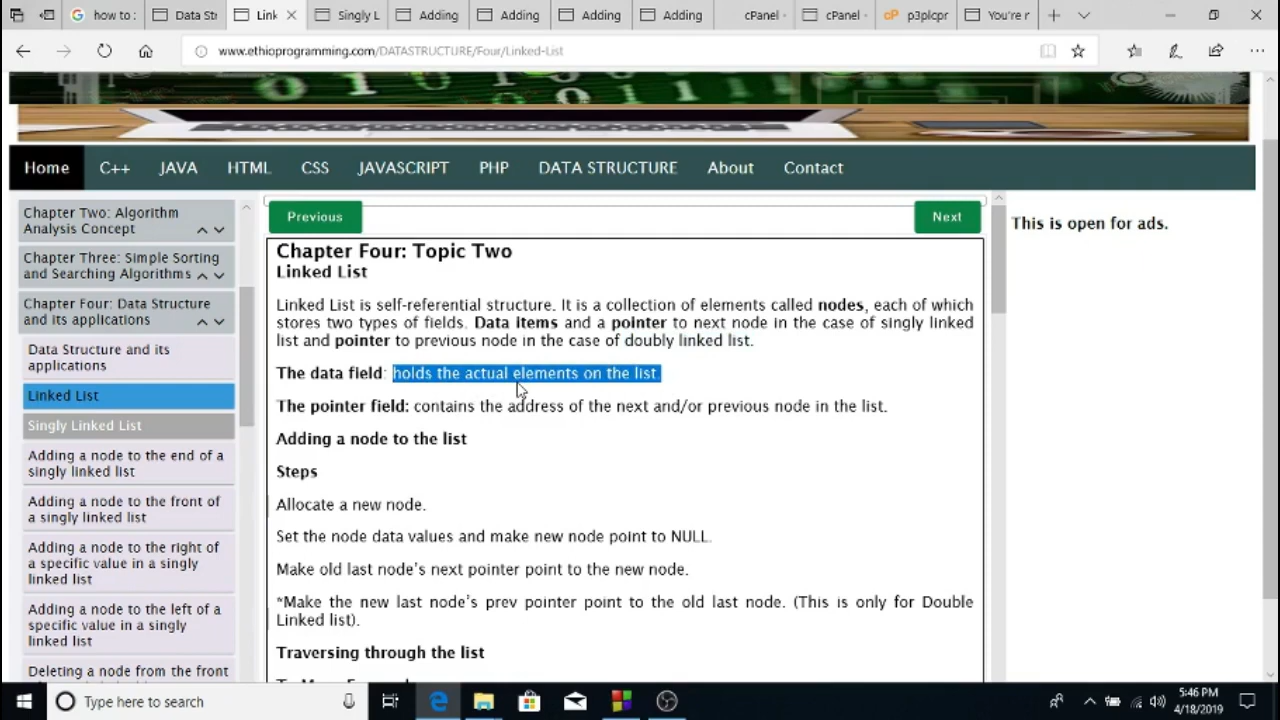 how to :
Data St
Link
Singly L
Adding
Adding
Adding
Adding
cPanel
cPanel
cP p3plcpr
You're r
www.ethioprogramming.com/DATASTRUCTURE/Four/Linked-List
Home C++ JAVA HTML CSS JAVASCRIPT PHP DATA STRUCTURE About Contact
Chapter Two: Algorithm
Analysis Concept
Chapter Three: Simple Sorting
and Searching Algorithms
Chapter Four: Data Structure
and its applications
Data Structure and its
applications
Linked List
Singly Linked List
Adding a node to the end of a
singly linked list
Adding a node to the front of
a singly linked list
Adding a node to the right of
a specific value in a singly
linked list
Adding a node to the left of a
specific value in a singly
linked list
Deleting a node from the front
Previous
Next
Chapter Four: Topic Two
Linked List
Linked List is self-referential structure. It is a collection of elements called nodes, each of which
stores two types of fields. Data items and a pointer to next node in the case of singly linked
list and pointer to previous node in the case of doubly linked list.
The data field: holds the actual elements on the list.
The pointer field: contains the address of the next and/or previous node in the list.
Adding a node to the list
Steps
Allocate a new node.
Set the node data values and make new node point to NULL.
Make old last node's next pointer point to the new node.
*Make the new last node's prev pointer point to the old last node. (This is only for Double
Linked list).
Traversing through the list
This is open for ads.
Type here to search
5:46 PM
4/18/2019